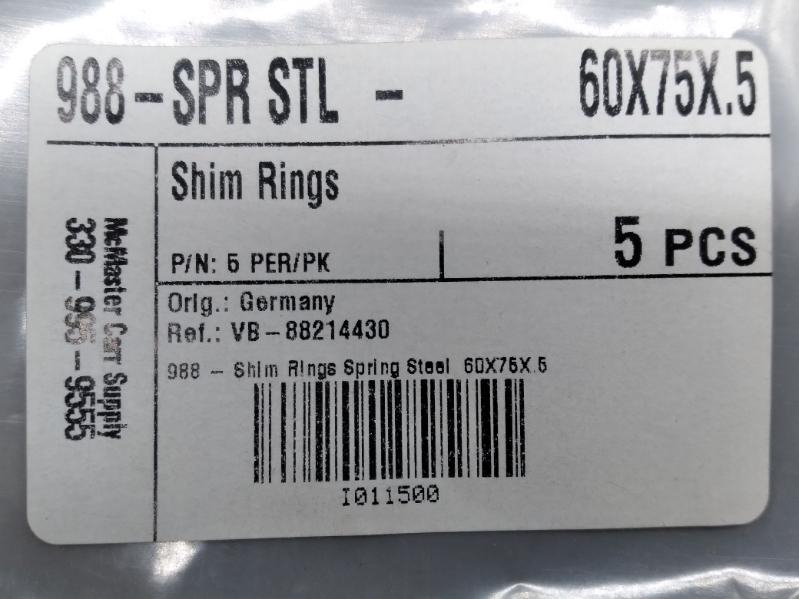 988-SPR STL - 60X75X.5
Shim Rings
P/N: 5 PER/PK
5 PCS
Orig.: Germany
Ref.: VB-88214430
988 - Shim Rings Spring Steel 60X75X.5
I011500
McMaster Carr Supply
330-995-9555